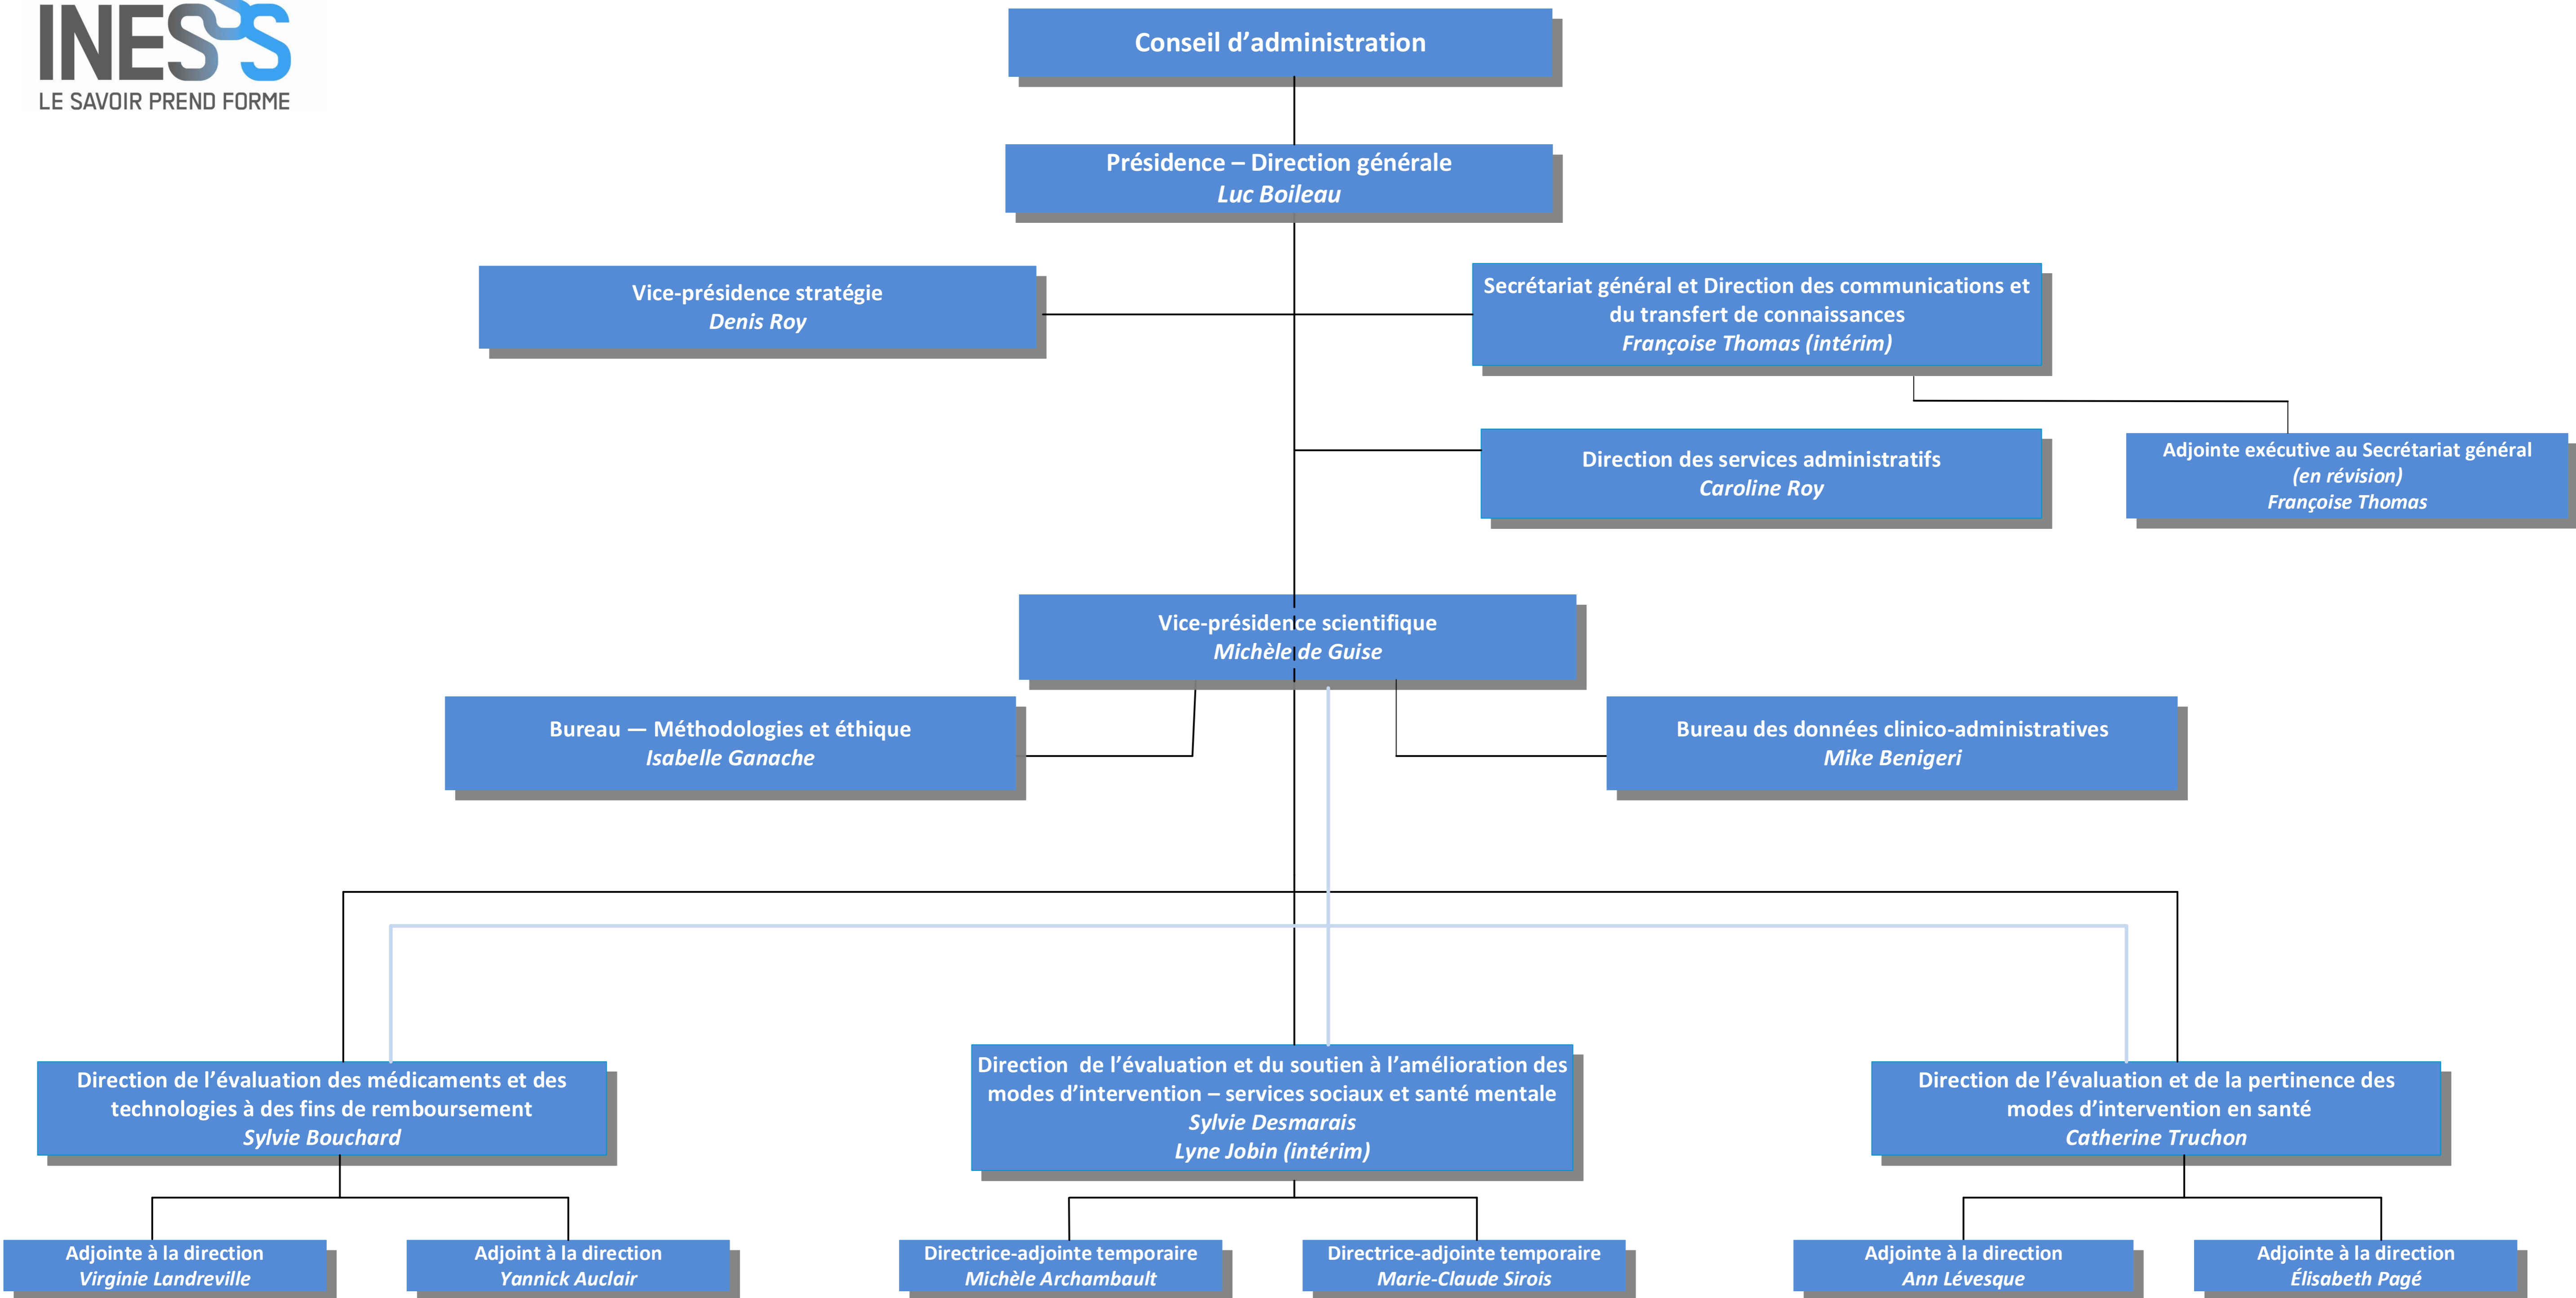 INESSS
LE SAVOIR PREND FORME
Conseil d’administration
Présidence – Direction générale
Luc Boileau
Vice-présidence stratégie
Denis Roy
Secrétariat général et Direction des communications et
du transfert de connaissances
Françoise Thomas (intérim)
Direction des services administratifs
Caroline Roy
Adjointe exécutive au Secrétariat général
(en révision)
Françoise Thomas
Vice-présidence scientifique
Michèle de Guise
Bureau — Méthodologies et éthique
Isabelle Ganache
Bureau des données clinico-administratives
Mike Benigeri
Direction de l’évaluation des médicaments et des
technologies à des fins de remboursement
Sylvie Bouchard
Direction de l’évaluation et du soutien à l’amélioration des
modes d’intervention – services sociaux et santé mentale
Sylvie Desmarais
Lyne Jobin (intérim)
Direction de l’évaluation et de la pertinence des
modes d’intervention en santé
Catherine Truchon
Adjointe à la direction
Virginie Landreville
Adjoint à la direction
Yannick Auclair
Directrice-adjointe temporaire
Michèle Archambault
Directrice-adjointe temporaire
Marie-Claude Sirois
Adjointe à la direction
Ann Lévesque
Adjointe à la direction
Élisabeth Pagé